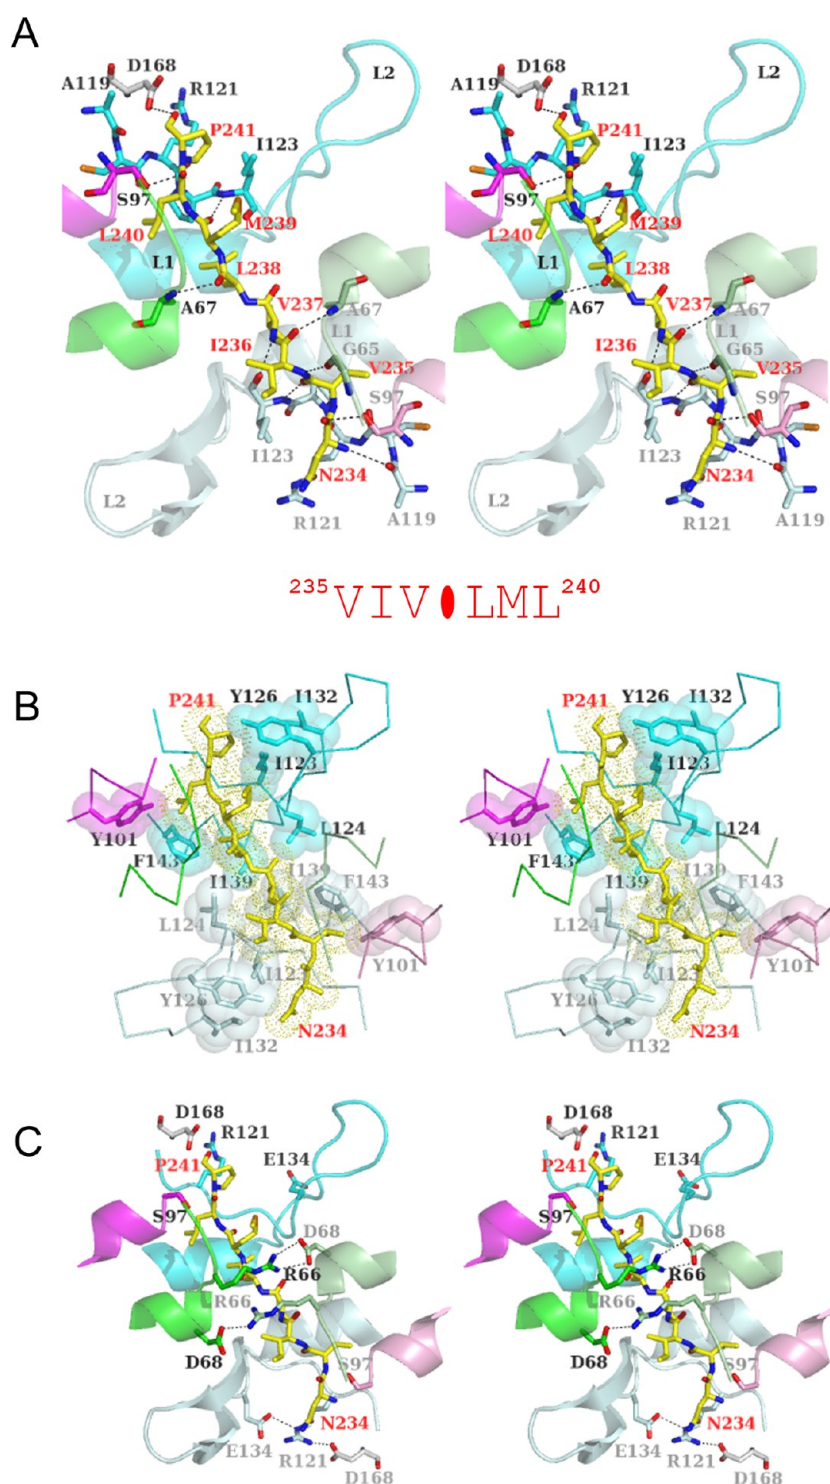 A
D168
A119
R121
L2
P241
I123
S97
M239
L240
L1
L238
A67
V237
A67
L1
I236
G65
V235
S97
I123
N234
L2
R121
A119
D168
A119
R121
L2
P241
I123
S97
M239
L240
L1
L238
A67
V237
A67
L1
I236
G65
V235
S97
I123
N234
L2
R121
A119
235VIV LML240
B
P241
Y126
I132
I123
Y101
L124
F143
I139
I139
F143
L124
I123
Y101
Y126
N234
I132
P241
Y126
I132
I123
Y101
L124
F143
I139
I139
F143
L124
I123
Y101
Y126
N234
I132
C
D168
R121
E134
P241
S97
D68
R66
R66
D68
S97
N234
E134
R121
D168
D168
R121
E134
P241
S97
D68
R66
R66
D68
S97
N234
E134
R121
D168